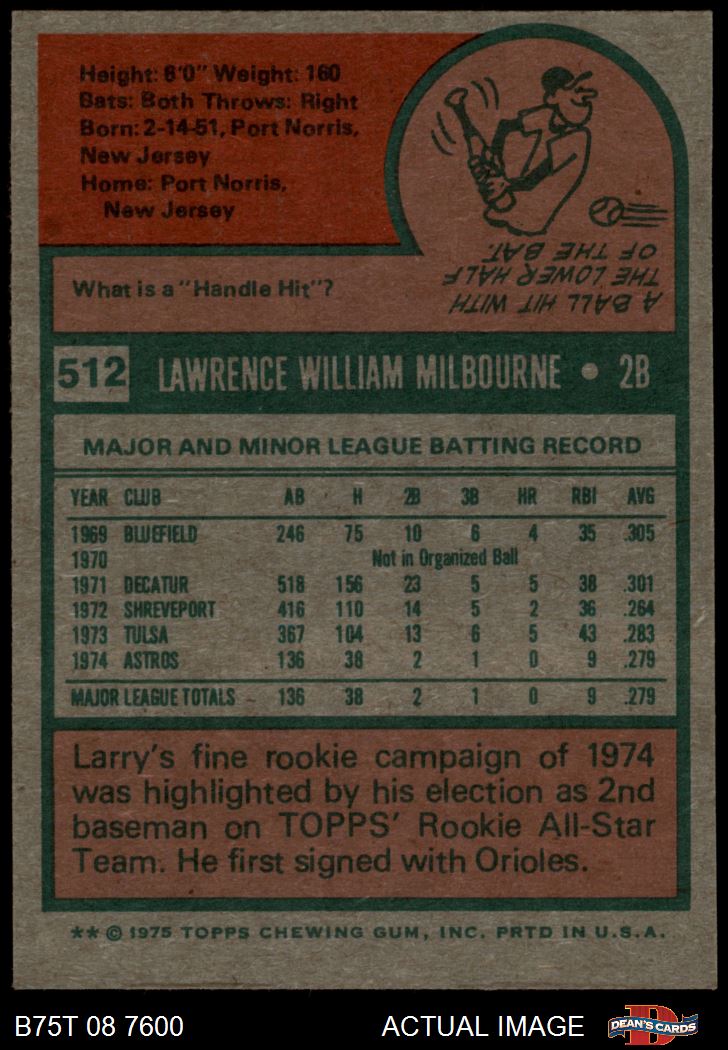 Height: 6'0" Weight: 160
Bats: Both Throws: Right
Born: 2-14-51, Port Norris,
New Jersey
Home: Port Norris,
New Jersey
What is a "Handle Hit"?
A BALL HIT WITH
THE LOWER HALF
OF THE BAT.
512 LAWRENCE WILLIAM MILBOURNE • 2B
MAJOR AND MINOR LEAGUE BATTING RECORD
YEAR CLUB AB H 2B 3B HR RBI AVG
1969 BLUEFIELD 246 75 10 6 4 35 .305
1970 Not in Organized Ball
1971 DECATUR 518 156 23 5 5 38 .301
1972 SHREVEPORT 416 110 14 5 2 36 .264
1973 TULSA 367 104 13 6 5 43 .283
1974 ASTROS 136 38 2 1 0 9 .279
MAJOR LEAGUE TOTALS 136 38 2 1 0 9 .279
Larry's fine rookie campaign of 1974
was highlighted by his election as 2nd
baseman on TOPPS' Rookie All-Star
Team. He first signed with Orioles.
** © 1975 TOPPS CHEWING GUM, INC. PRTD IN U.S.A.
B75T 08 7600 ACTUAL IMAGE
DEAN'S CARDS